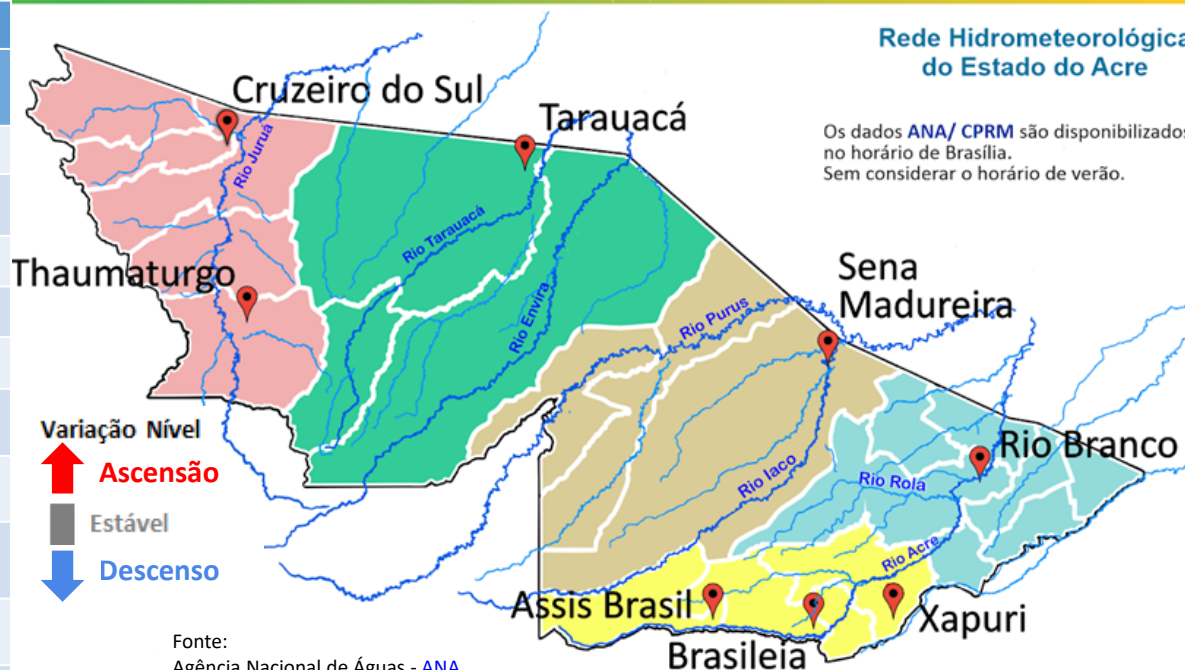 Rede Hidrometeorológica
do Estado do Acre
Os dados ANA/ CPRM são disponibilizados
no horário de Brasília.
Sem considerar o horário de verão.
Cruzeiro do Sul
Tarauacá
Rio Juruá
Rio Tarauacá
Thaumaturgo
Rio Envira
Sena
Madureira
Rio Purus
Variação Nível
Ascensão
Estável
Descenso
Rio Branco
Rio Iaco
Rio Rola
Rio Acre
Assis Brasil
Xapuri
Brasileia
Fonte:
Agência Nacional de Águas - ANA